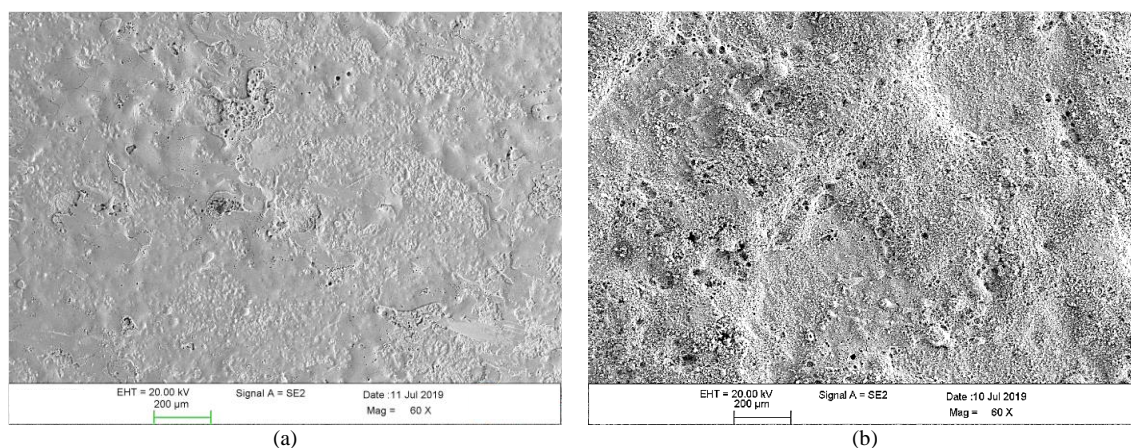 EHT = 20.00 kV Signal A = SE2 Date :11 Jul 2019
200 µm Mag = 60 X
(a)
EHT = 20.00 kV Signal A = SE2 Date :10 Jul 2019
200 µm Mag = 60 X
(b)